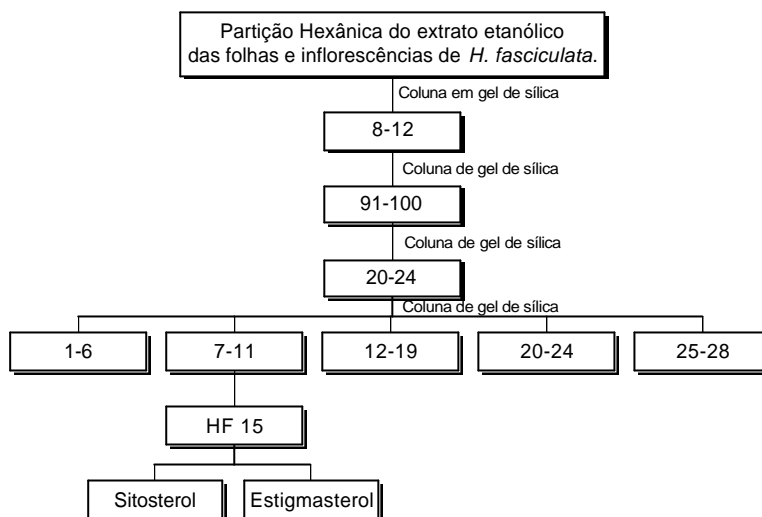 Partição Hexânica do extrato etanólico
das folhas e inflorescências de H. fasciculata.
Coluna em gel de sílica
8-12
Coluna de gel de sílica
91-100
Coluna de gel de sílica
20-24
Coluna de gel de sílica
1-6
7-11
12-19
20-24
25-28
HF 15
Sitosterol
Estigmasterol